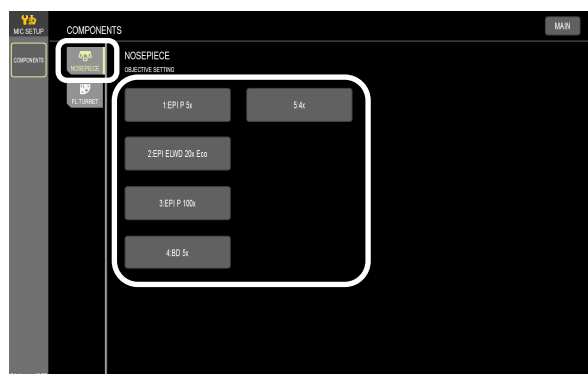 MIC SETUP
COMPONENTS
MAIN
COMPONENTS
NOSEPIECE
NOSEPIECE
OBJECTIVE SETTING
FL TURRET
1:EPI P 5x
5:4x
2:EPI ELWD 20x Eco
3:EPI P 100x
4:BD 5x